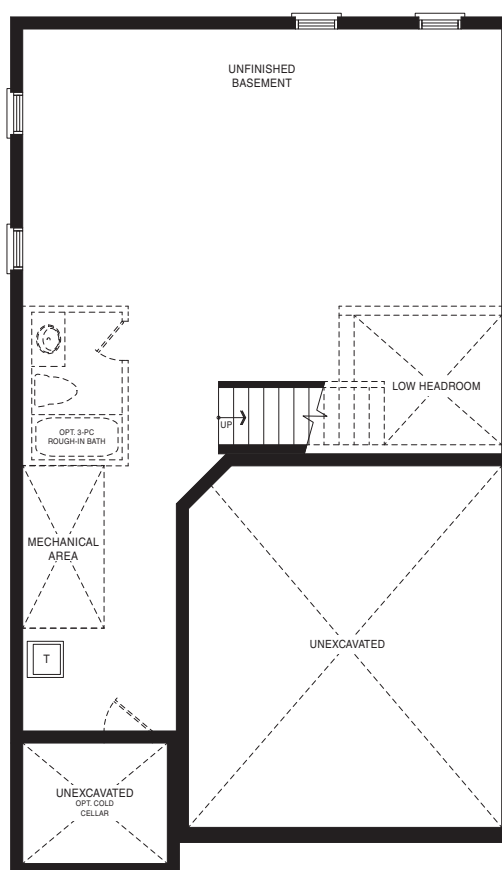 UNFINISHED
BASEMENT
LOW HEADROOM
UP
OPT. 3-PC
ROUGH-IN BATH
MECHANICAL
AREA
UNEXCAVATED
T
UNEXCAVATED
OPT. COLD
CELLAR